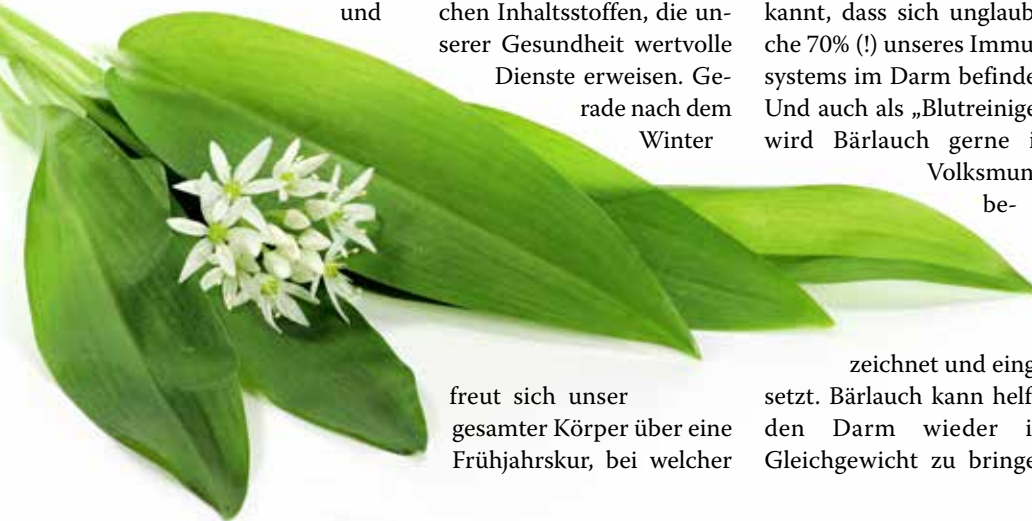 und
chen Inhaltsstoffen, die un-
serer Gesundheit wertvolle
Dienste erweisen. Ge-
rade nach dem
Winter
freut sich unser
gesamter Körper über eine
Frühjahrskur, bei welcher
kannt, dass sich unglaub
che 70% (!) unseres Immu
systems im Darm befinde
Und auch als „Blutreinige
wird Bärlauch gerne i
Volksmun
be-
zeichnet und eing
setzt. Bärlauch kann helf
den Darm wieder i
Gleichgewicht zu bringe